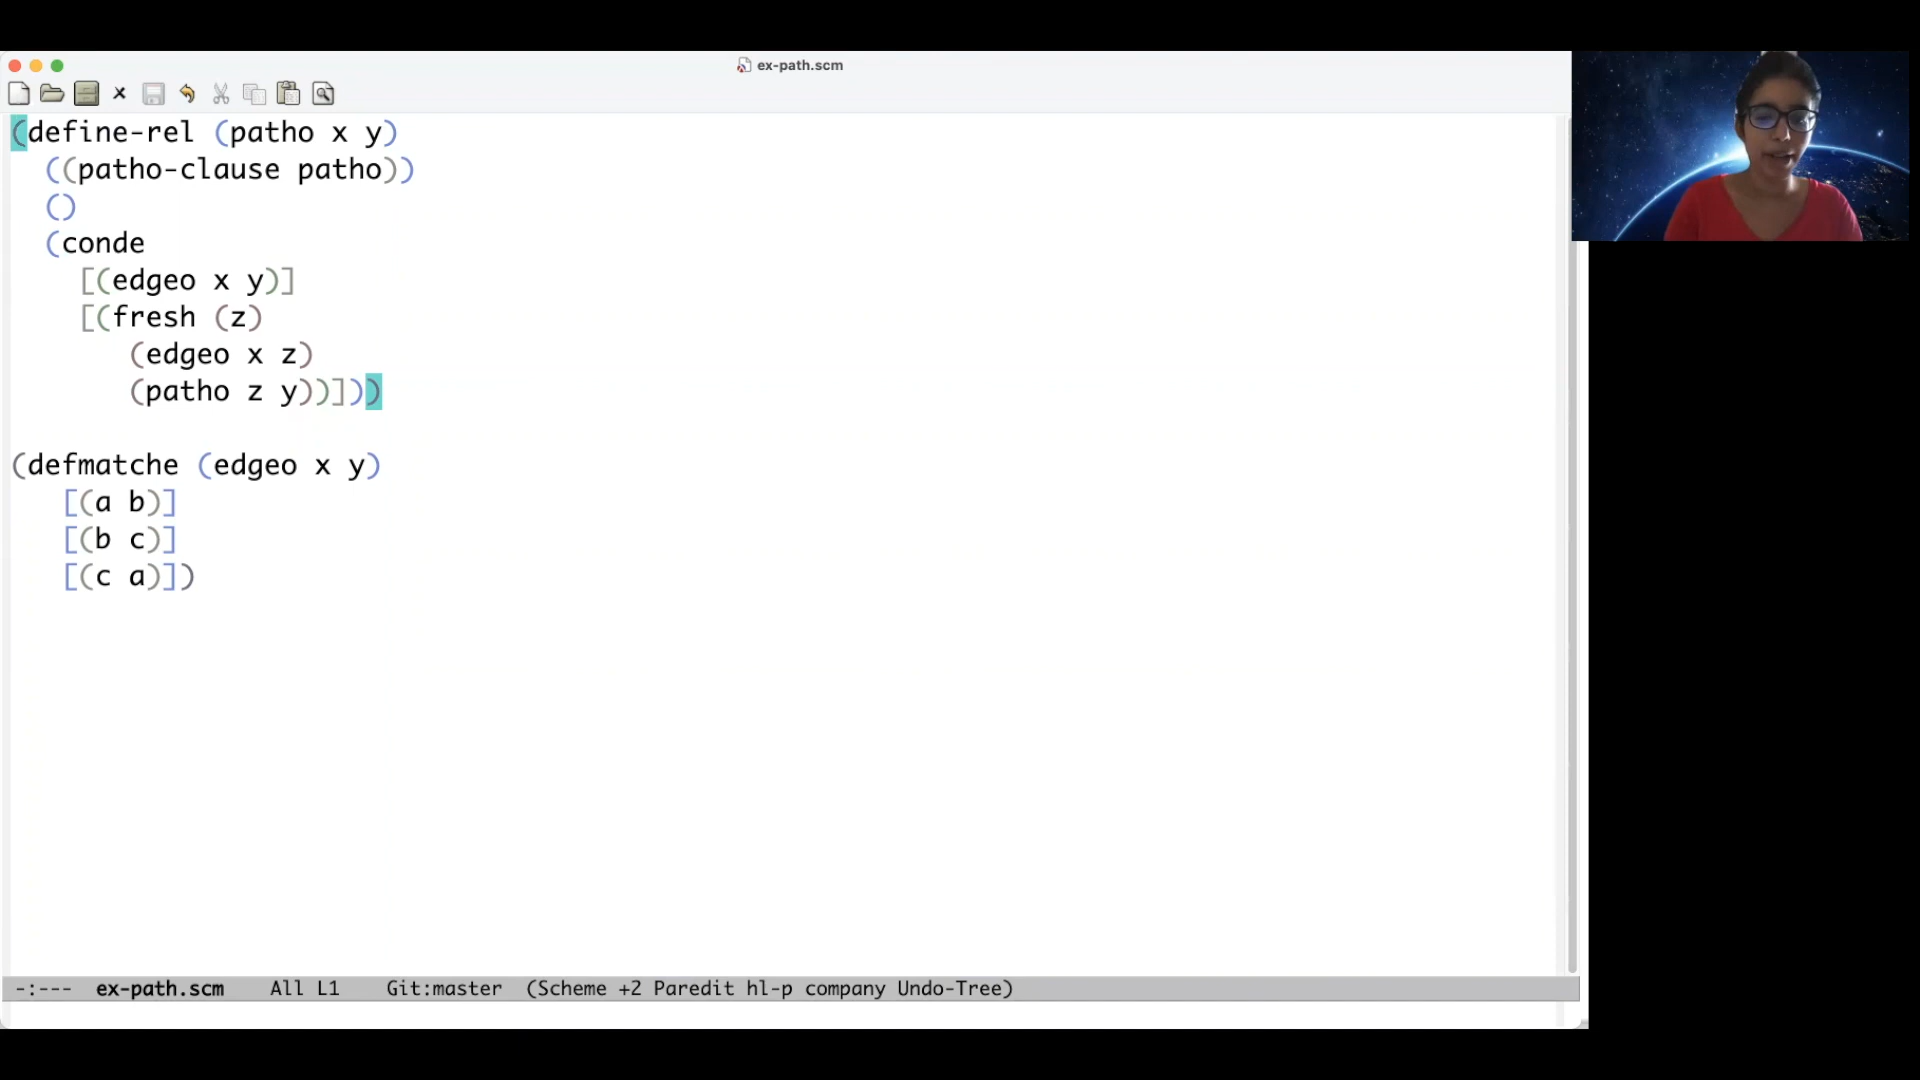 ex-path.scm
(define-rel (patho x y)
((patho-clause patho))
()
(conde
[(edgeo x y)]
[(fresh (z)
(edgeo x z)
(patho z y))]))
(defmatche (edgeo x y)
[(a b)]
[(b c)]
[(c a)])
-:--- ex-path.scm All L1 Git:master (Scheme +2 Paredit hl-p company Undo-Tree)